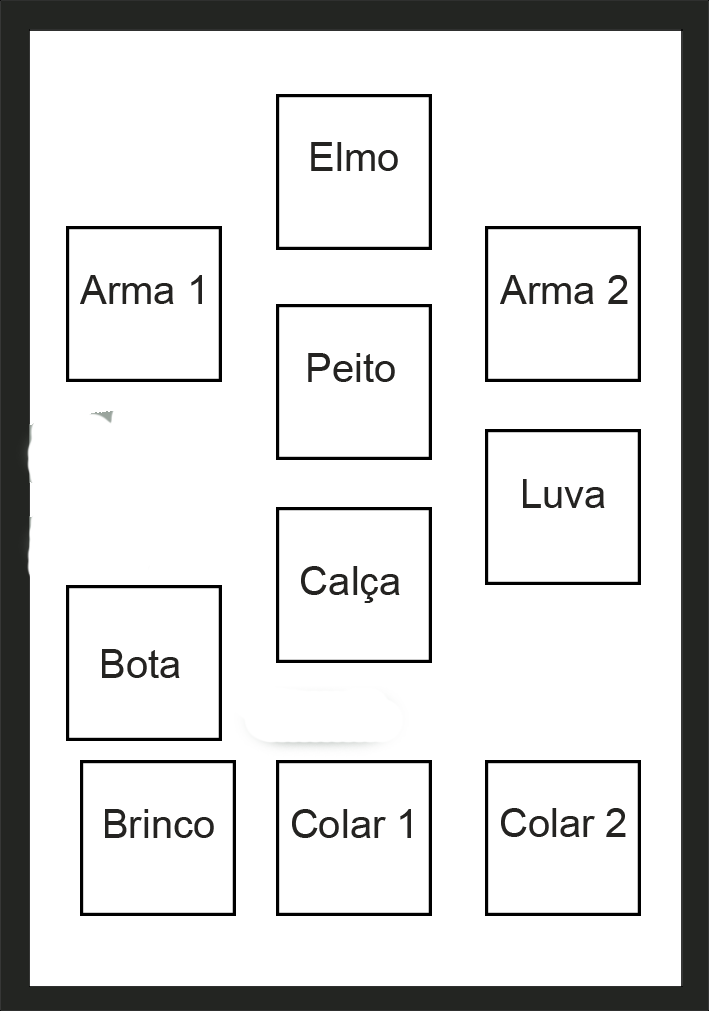 Elmo
Arma 1
Arma 2
Peito
Luva
Calça
Bota
Brinco
Colar 1
Colar 2